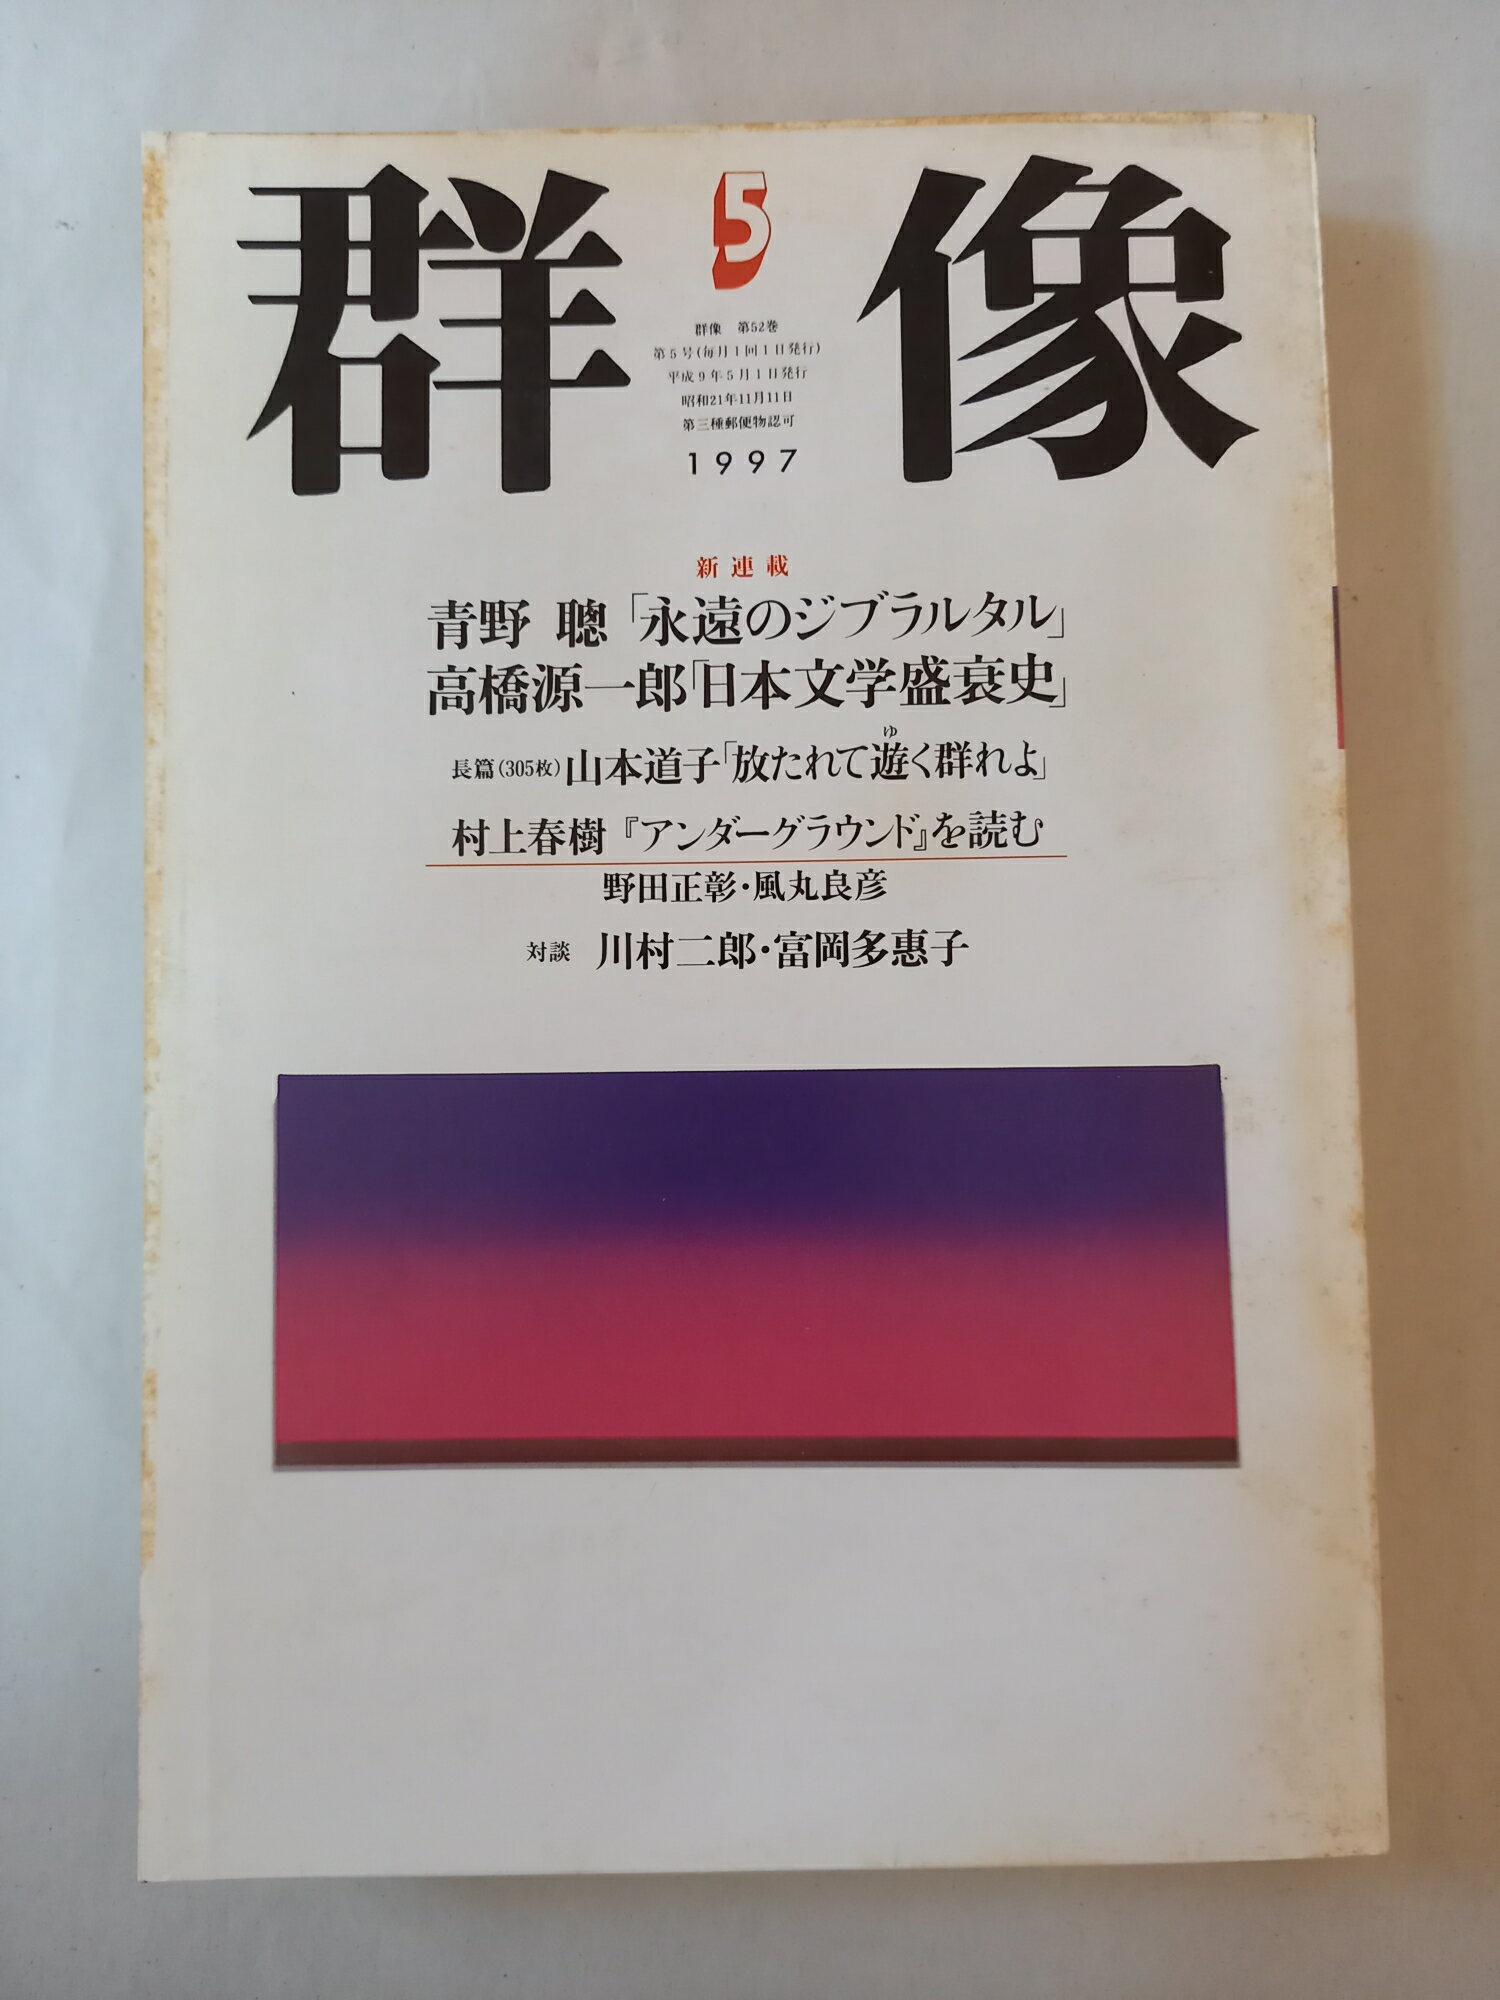 群像
5
群像 第52巻
第5号(毎月1回1日発行)
平成9年5月1日発行
昭和21年11月11日
第三種郵便物認可
1997
新連載
青野 聰「永遠のジブラルタル」
高橋源一郎「日本文学盛衰史」
ゆ
長篇(305枚)山本道子「放たれて遊く群れよ」
村上春樹『アンダーグラウンド』を読む
野田正彰・風丸良彦
対談 川村二郎・富岡多惠子